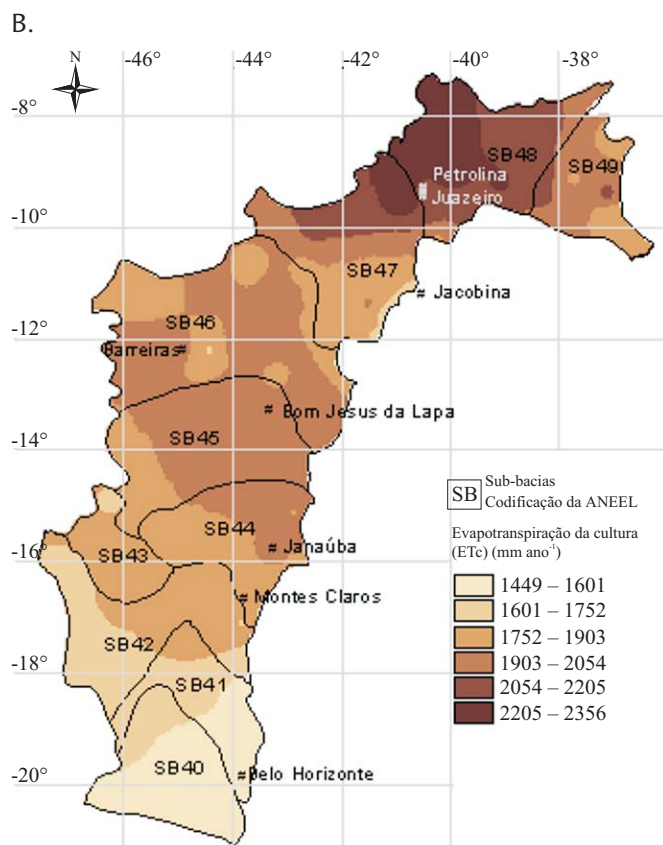 B.
N
-46° -44° -42° -40° -38°
-8°
SB48
SB49
Petrolina
Juazeiro
-10°
SB47
Jacobina
SB46
-12°
Barreiras
Bom Jesus da Lapa
SB45
-14°
SB Sub-bacias
Codificação da ANEEL
SB44
Evapotranspiração da cultura
(ETc) (mm ano⁻¹)
Janaúba
SB43
-16°
1449 – 1601
Montes Claros
1601 – 1752
1752 – 1903
SB42
1903 – 2054
-18°
SB41
2054 – 2205
2205 – 2356
SB40
Belo Horizonte
-20°